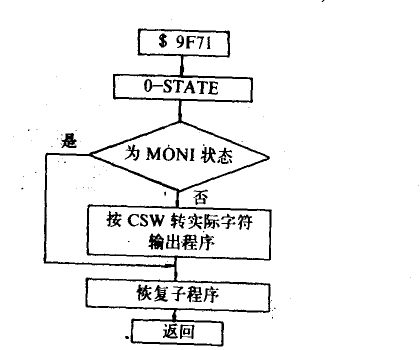 $ 9F71
0-STATE
为 MONI 状态
是
否
按 CSW 转实际字符
输出程序
恢复子程序
返回